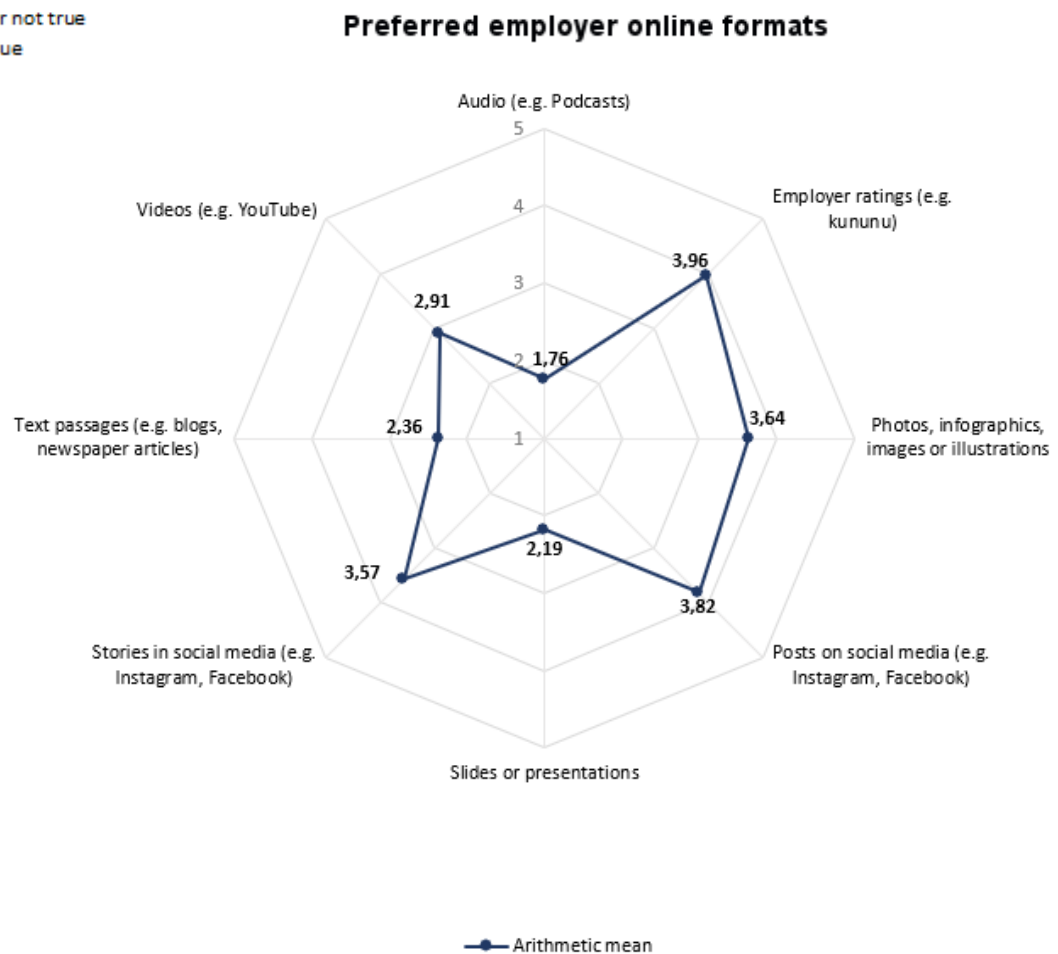 r not true
ue
Preferred employer online formats
Audio (e.g. Podcasts)
5
Employer ratings (e.g.
kununu)
Videos (e.g. YouTube)
4
3,96
3
2,91
2
1,76
Text passages (e.g. blogs,
newspaper articles)
2,36
1
3,64
Photos, infographics,
images or illustrations
2,19
3,57
3,82
Stories in social media (e.g.
Instagram, Facebook)
Posts on social media (e.g.
Instagram, Facebook)
Slides or presentations
Arithmetic mean